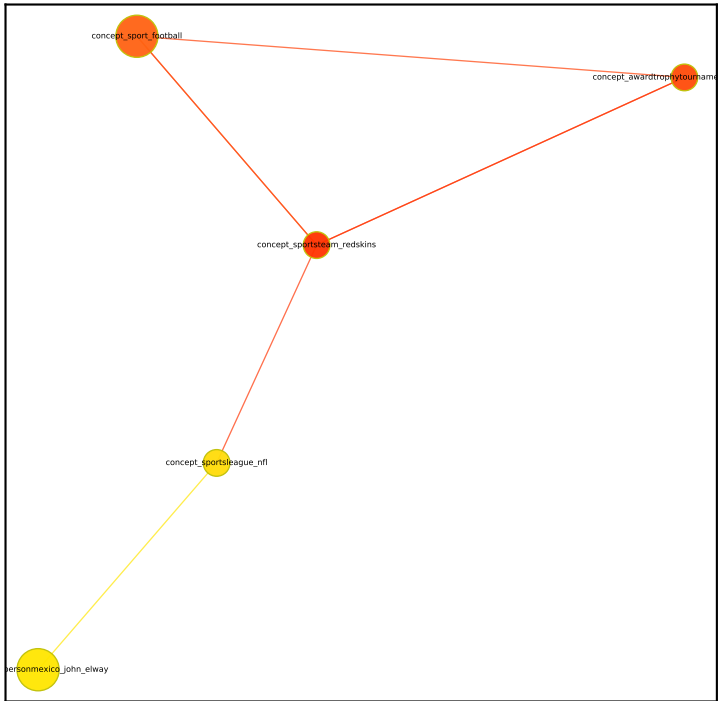 concept_sport_football
concept_awardtrophytourname
concept_sportsteam_redskins
concept_sportsleague_nfl
personmexico_john_elway